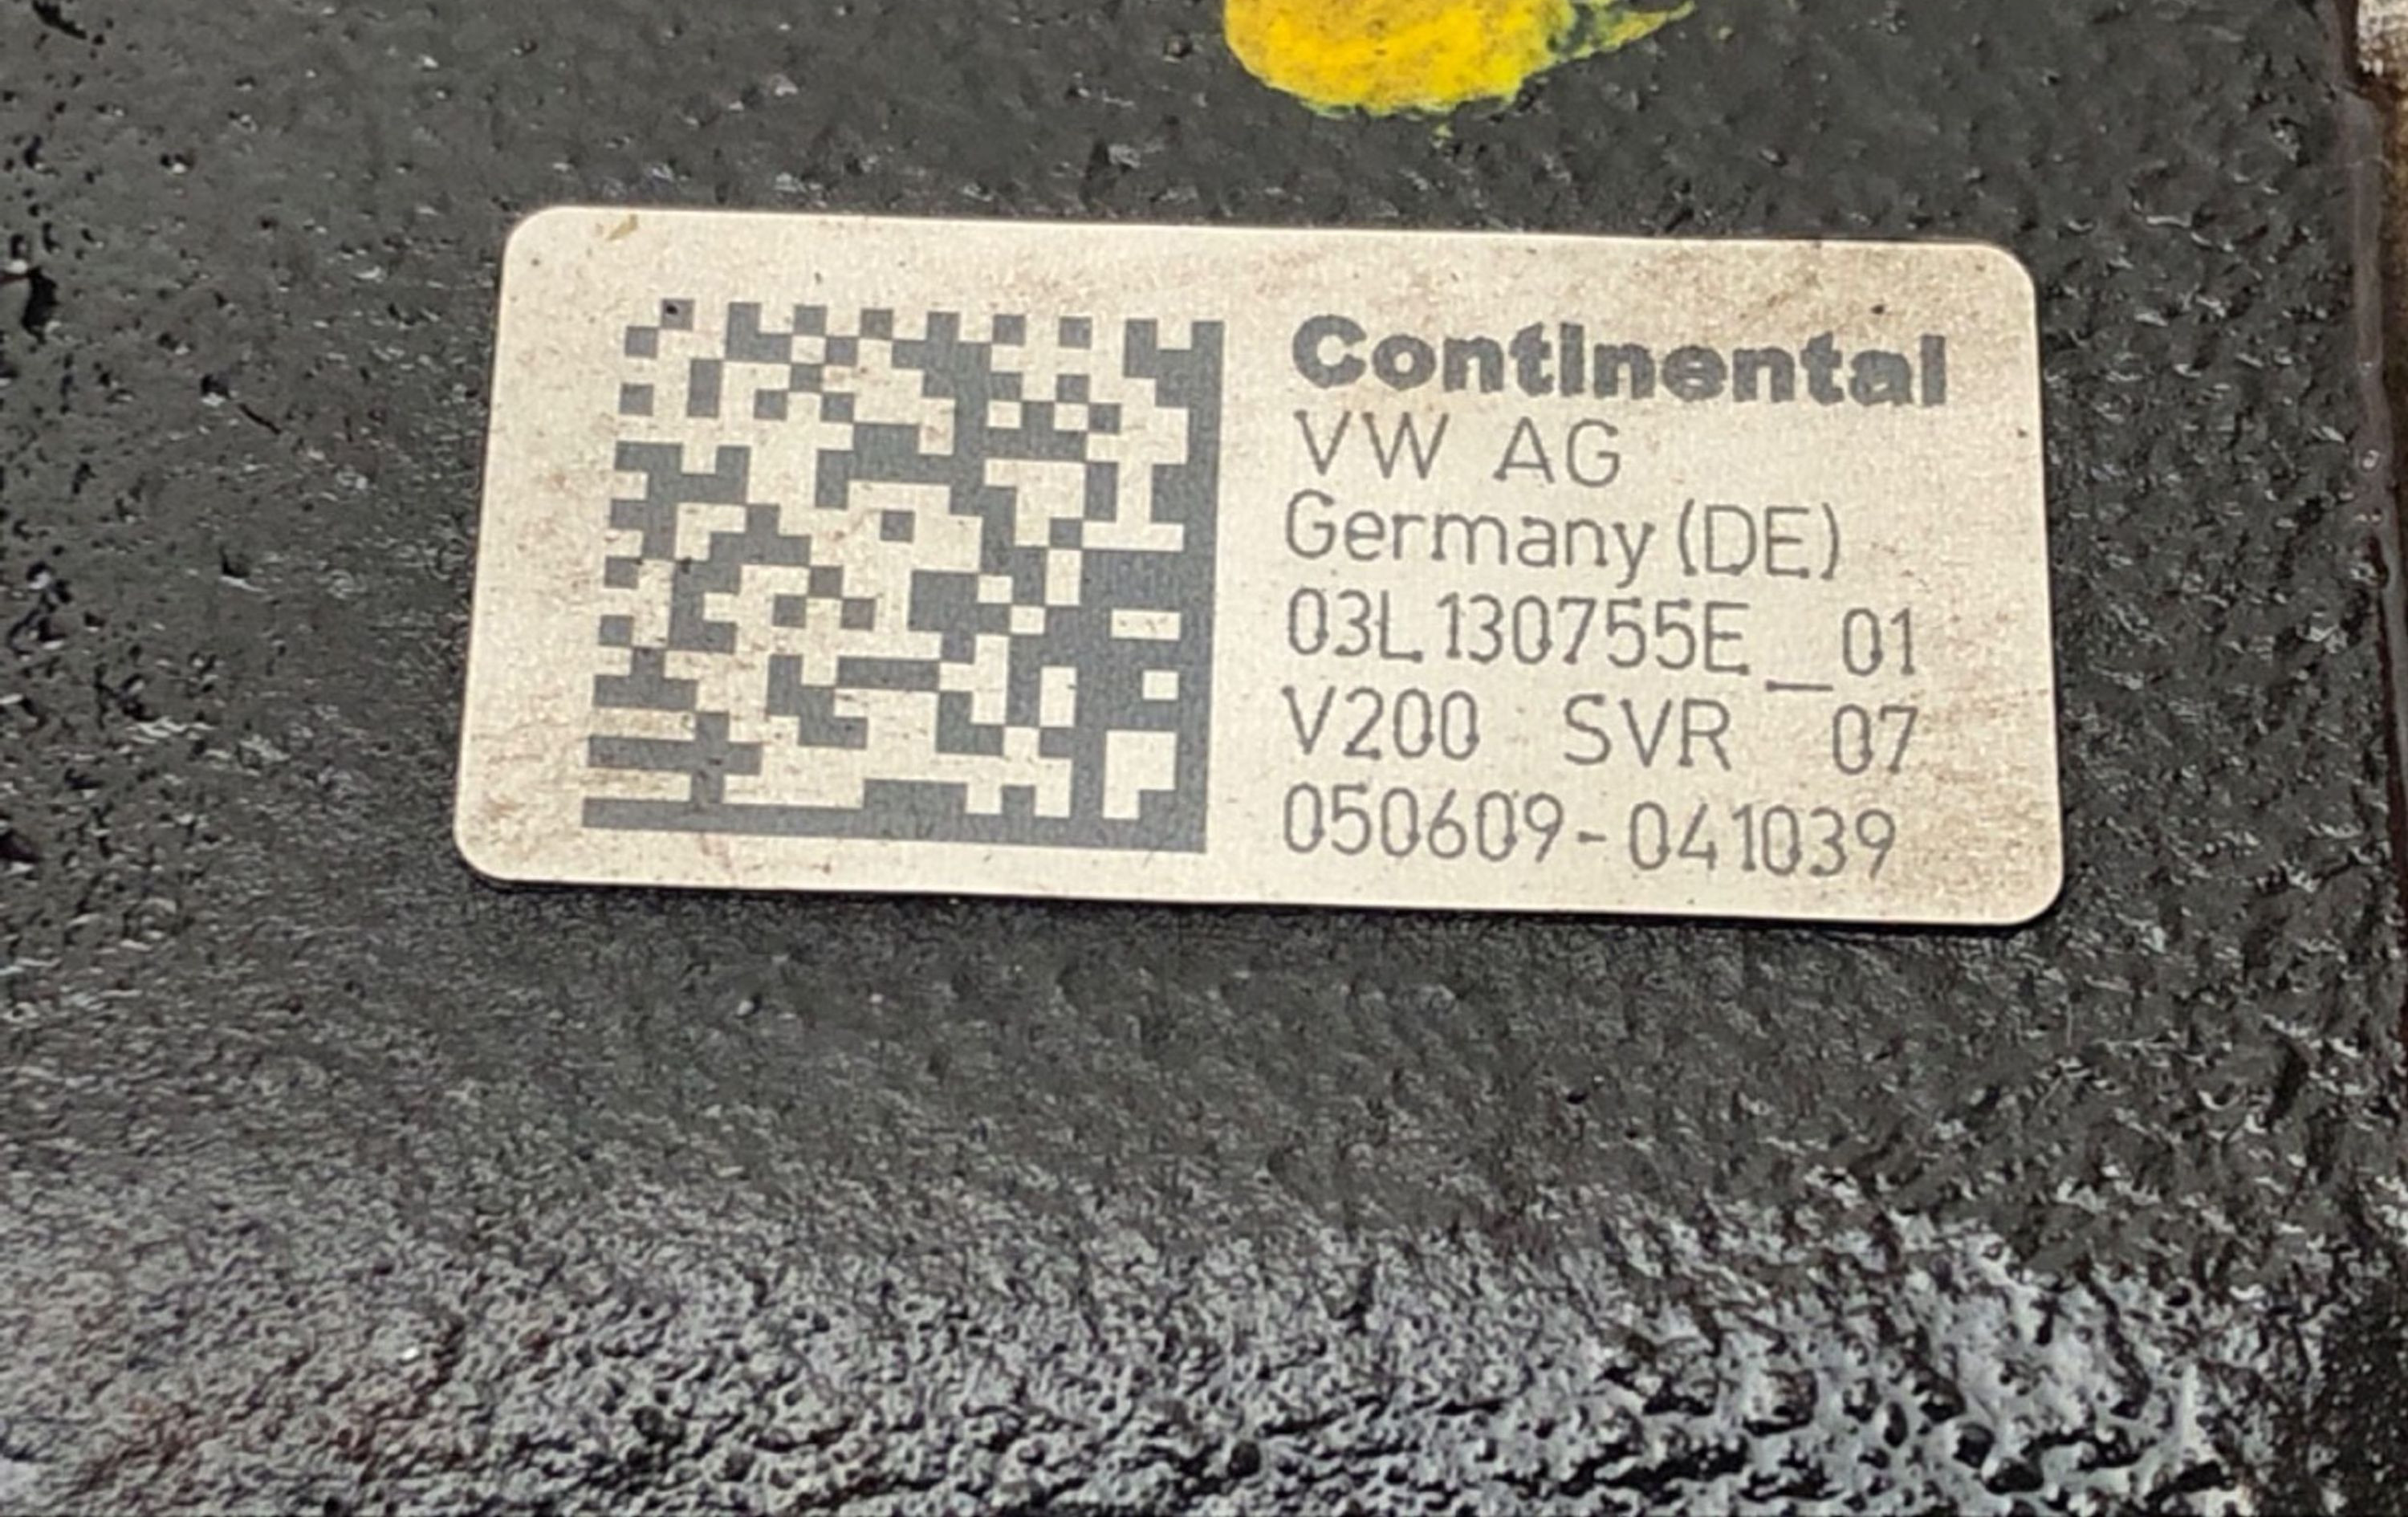 Continental
VW AG
Germany (DE)
03L130755E_01
V200 SVR 07
050609-041039